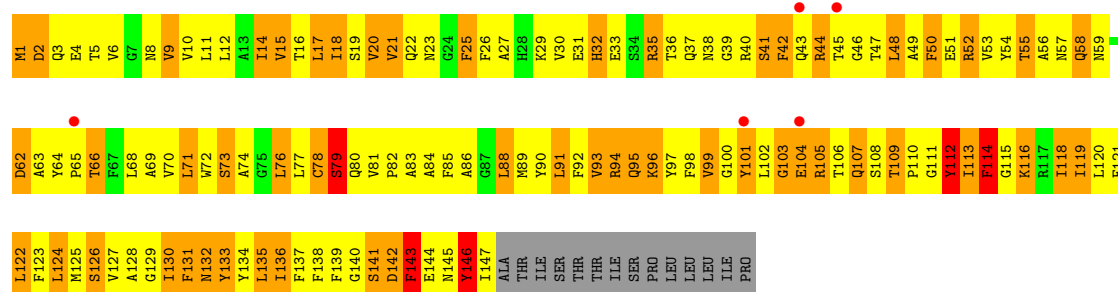 M1 D2 Q3 E4 T5 V6 G7 N8 V9 V10 L11 L12 A13 I14 V15 T16 L17 I18 S19 V20 V21 Q22 N23 G24 F25 F26 A27 H28 K29 V30 E31 H32 E33 S34 R35 T36 Q37 N38 G39 R40 S41 F42 Q43 R44 T45 G46 T47 L48 A49 F50 E51 R52 V53 Y54 T55 A56 N57 Q58 N59
D62 A63 Y64 P65 T66 F67 L68 A69 V70 L71 W72 S73 A74 G75 L76 L77 C78 S79 Q80 V81 P82 A83 A84 F85 A86 G87 L88 M89 Y90 L91 F92 V93 R94 Q95 K96 Y97 F98 V99 G100 Y101 L102 G103 E104 R105 T106 Q107 S108 T109 P110 G111 Y112 I113 F114 G115 K116 R117 I118 I119 L120
L122 F123 L124 M125 S126 V127 A128 G129 I130 F131 N132 Y133 Y134 L135 I136 F137 F138 F139 G140 S141 D142 F143 E144 N145 Y146 I147 ALA THR ILE SER THR THR ILE SER PRO LEU LEU LEU ILE PRO